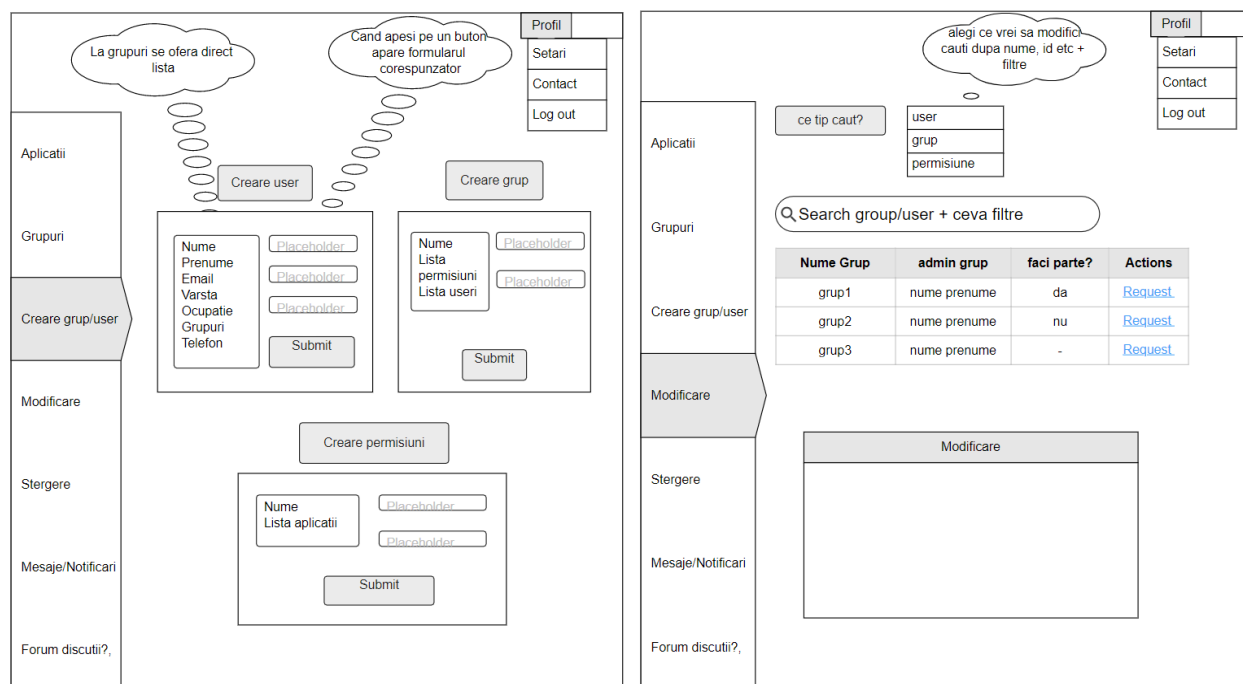 La grupuri se ofera direct
lista
Cand apesi pe un buton
apare formularul
corespunzator
Profil
Setari
Contact
Log out
Aplicatii
Grupuri
Creare grup/user
Modificare
Stergere
Mesaje/Notificari
Forum discutii?,
Creare user
Nume
Prenume
Email
Varsta
Ocupatie
Grupuri
Telefon
Placeholder
Placeholder
Placeholder
Submit
Creare grup
Nume
Lista
permisiuni
Lista useri
Placeholder
Placeholder
Submit
Creare permisiuni
Nume
Lista aplicatii
Placeholder
Placeholder
Submit
alegi ce vrei sa modifici
cauti dupa nume, id etc +
filtre
Profil
Setari
Contact
Log out
Aplicatii
Grupuri
Creare grup/user
Modificare
Stergere
Mesaje/Notificari
Forum discutii?,
ce tip caut?
user
grup
permisiune
Search group/user + ceva filtre
Nume Grup admin grup faci parte? Actions
grup1 nume prenume da Request
grup2 nume prenume nu Request
grup3 nume prenume - Request
Modificare